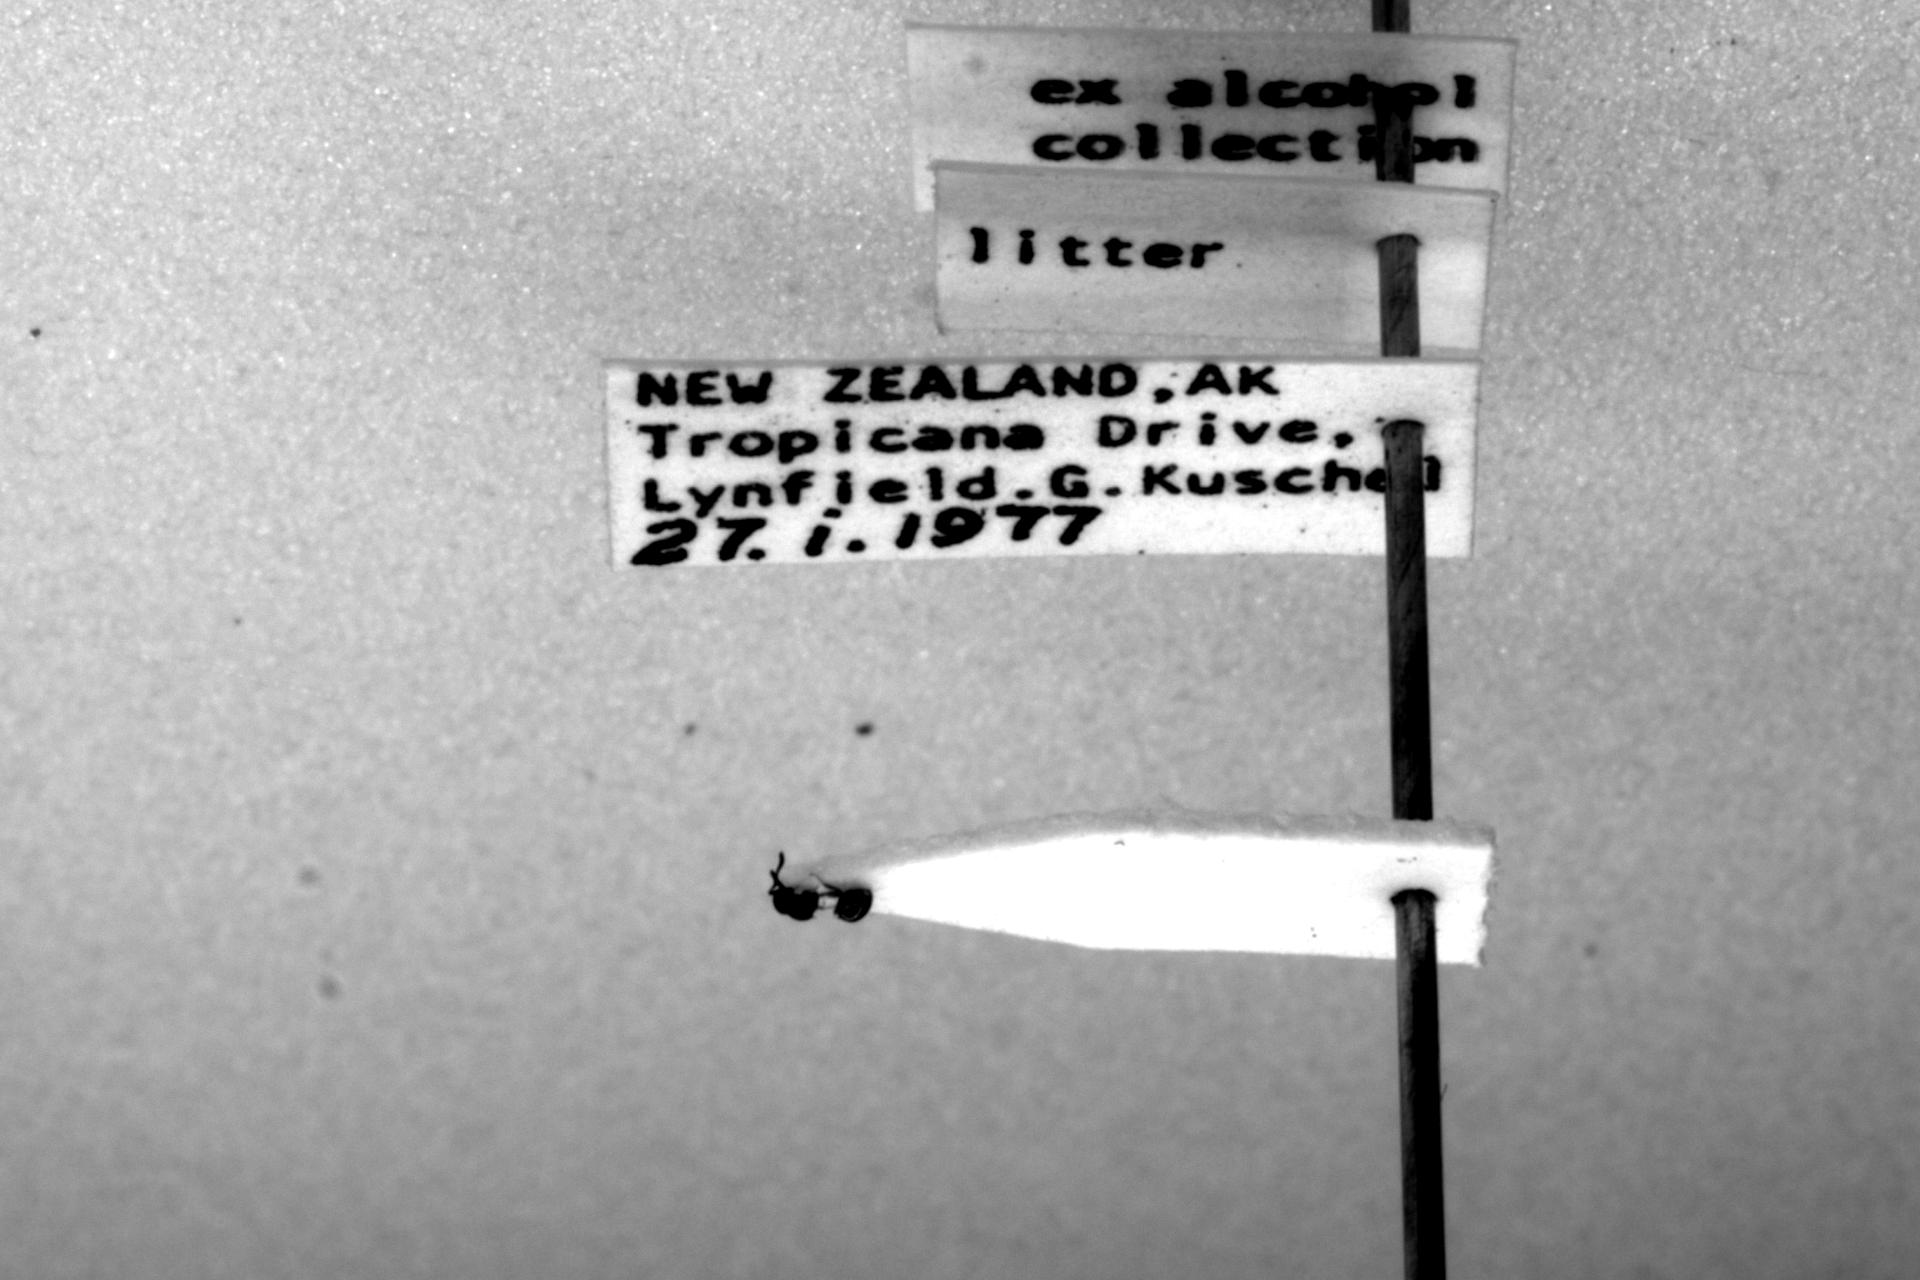 ex alcohol
collection
litter
NEW ZEALAND,AK
Tropicana Drive,
Lynfield.G.Kuschel
27.i.1977